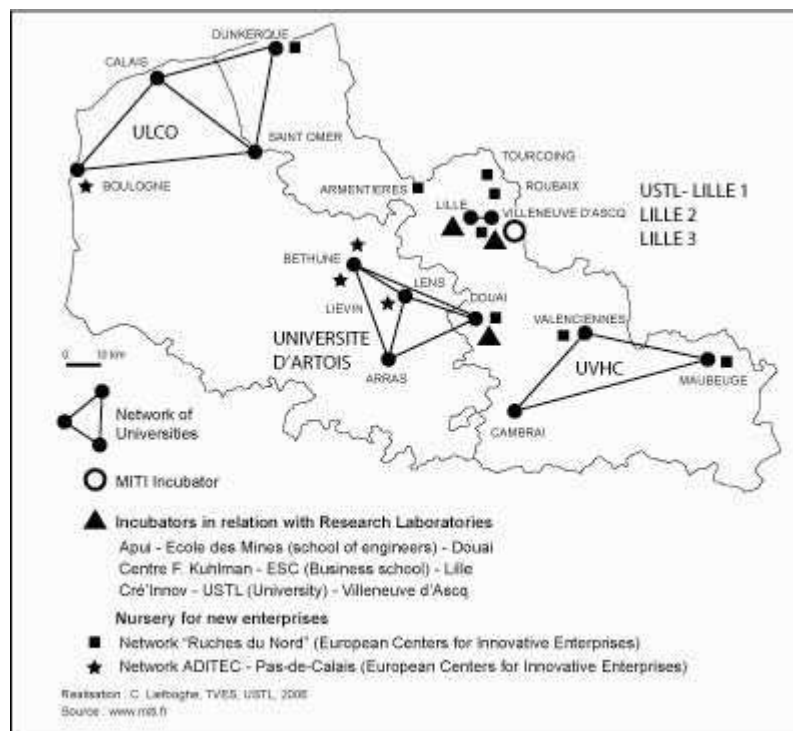 DUNKERQUE
CALAIS
ULCO
SAINT OMER
BOULOGNE
TOURCOING
ARMENTIERES
ROUBAIX
USTL- LILLE 1
LILLE
VILLENEUVE D'ASCQ
LILLE 2
LILLE 3
BETHUNE
LENS
LIEVIN
DOUAI
VALENCIENNES
UNIVERSITE
D'ARTOIS
0 10 km
UVHC
ARRAS
MAUBEUGE
CAMBRAI
Network of
Universities
MITI Incubator
Incubators in relation with Research Laboratories
Apui - Ecole des Mines (school of engineers) - Douai
Centre F. Kuhlman - ESC (Business school) - Lille
Cré'Innov - USTL (University) - Villeneuve d'Ascq
Nursery for new enterprises
Network "Ruches du Nord" (European Centers for Innovative Enterprises)
Network ADITEC - Pas-de-Calais (European Centers for Innovative Enterprises)
Réalisation : C. Liefooghe, TVES, USTL, 2006
Source : www.miti.fr